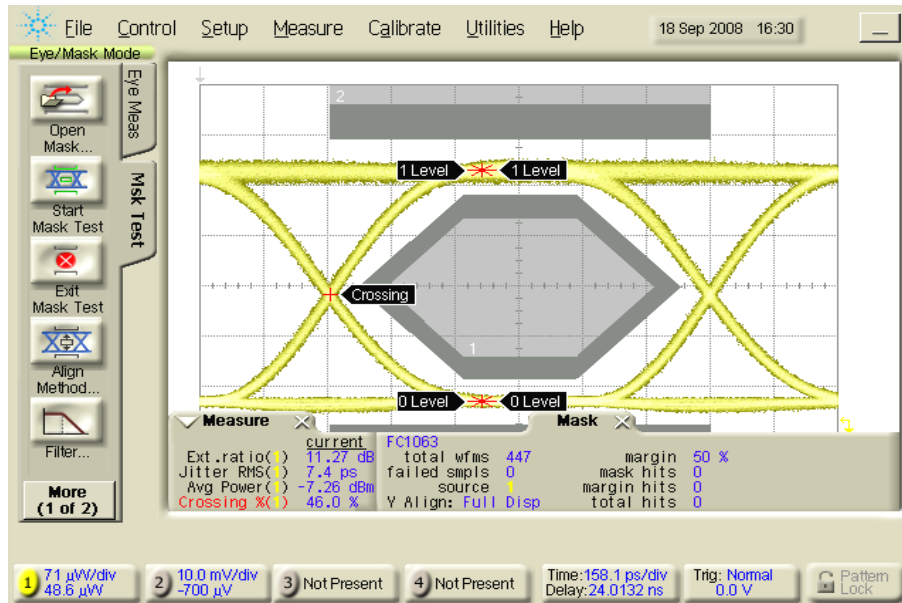 File Control Setup Measure Calibrate Utilities Help 18 Sep 2008 16:30
Eye/Mask Mode
Eye Meas
Msk Test
Open
Mask...
Start
Mask Test
Exit
Mask Test
Align
Method...
Filter...
More
(1 of 2)
2
1 Level 1 Level
Crossing
1
0 Level 0 Level
Measure
current
Ext.ratio(1) 11.27 dB
Jitter RMS(1) 7.4 ps
Avg Power(1) -7.26 dBm
Crossing %(1) 46.0 %
Mask
FC1063
total wfms 447 margin 50 %
failed smpls 0 mask hits 0
source 1 margin hits 0
Y Align: Full Disp total hits 0
1 71 µW/div
48.6 µW
2 10.0 mV/div
-700 µV
3 Not Present
4 Not Present
Time:158.1 ps/div
Delay:24.0132 ns
Trig: Normal
0.0 V
Pattern
Lock